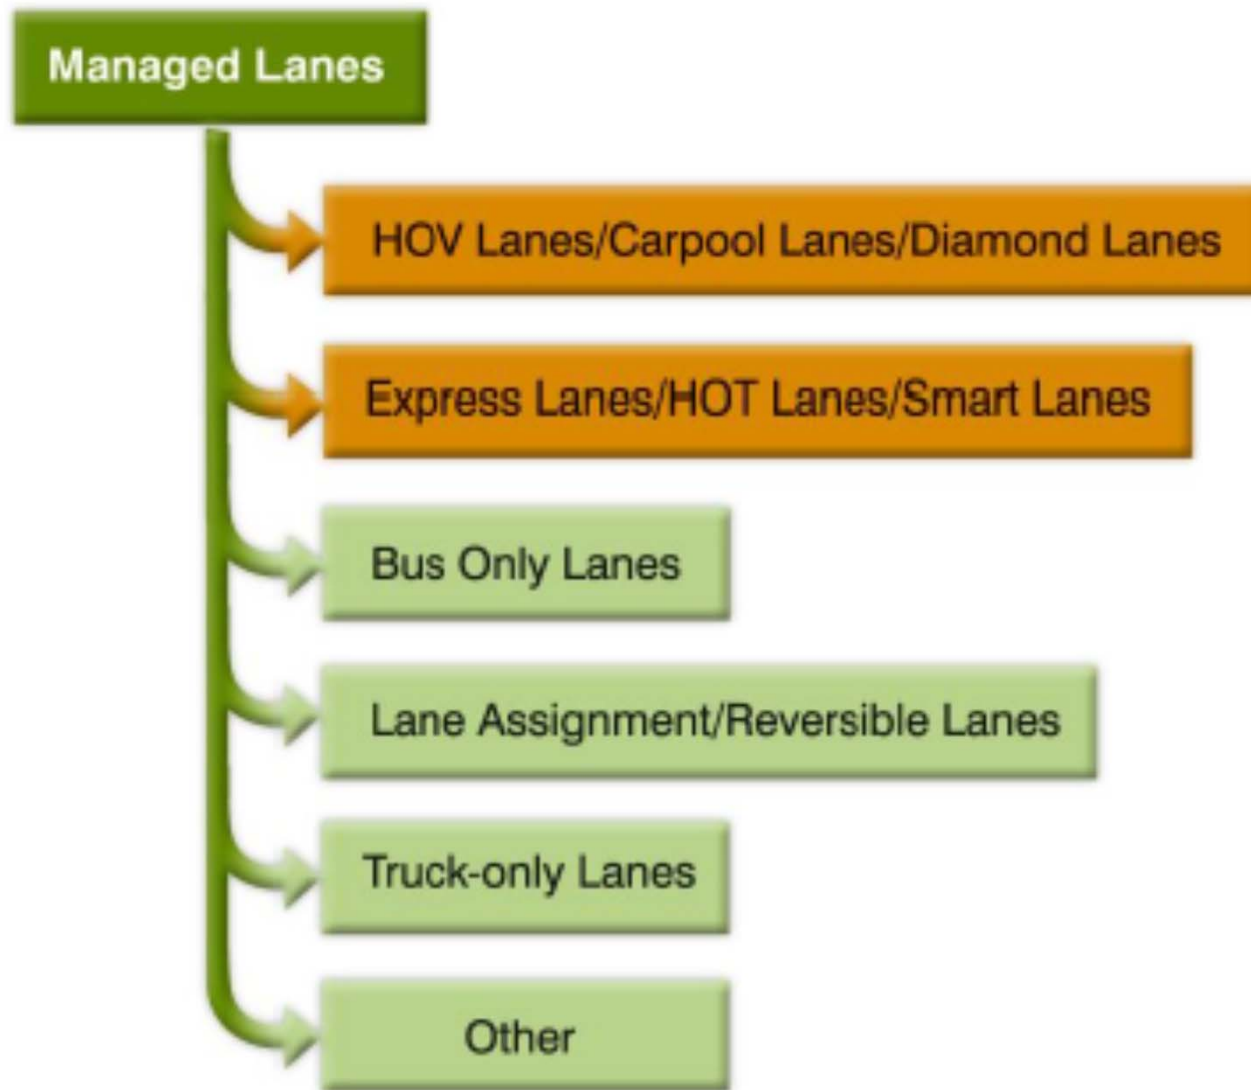 Managed Lanes
HOV Lanes/Carpool Lanes/Diamond Lanes
Express Lanes/HOT Lanes/Smart Lanes
Bus Only Lanes
Lane Assignment/Reversible Lanes
Truck-only Lanes
Other